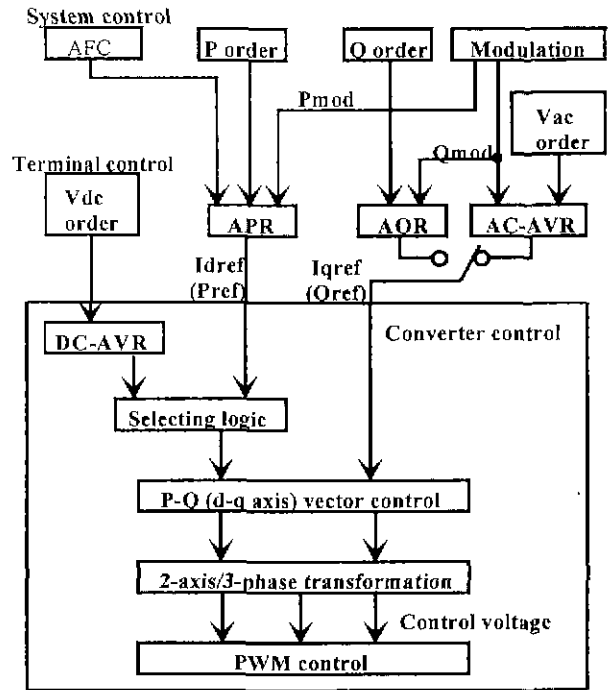 System control
AFC
P order
Q order
Modulation
Pmod
Vac order
Qmod
Terminal control
Vdc order
APR
AQR
AC-AVR
Idref (Pref)
Iqref (Qref)
Converter control
DC-AVR
Selecting logic
P-Q (d-q axis) vector control
2-axis/3-phase transformation
Control voltage
PWM control